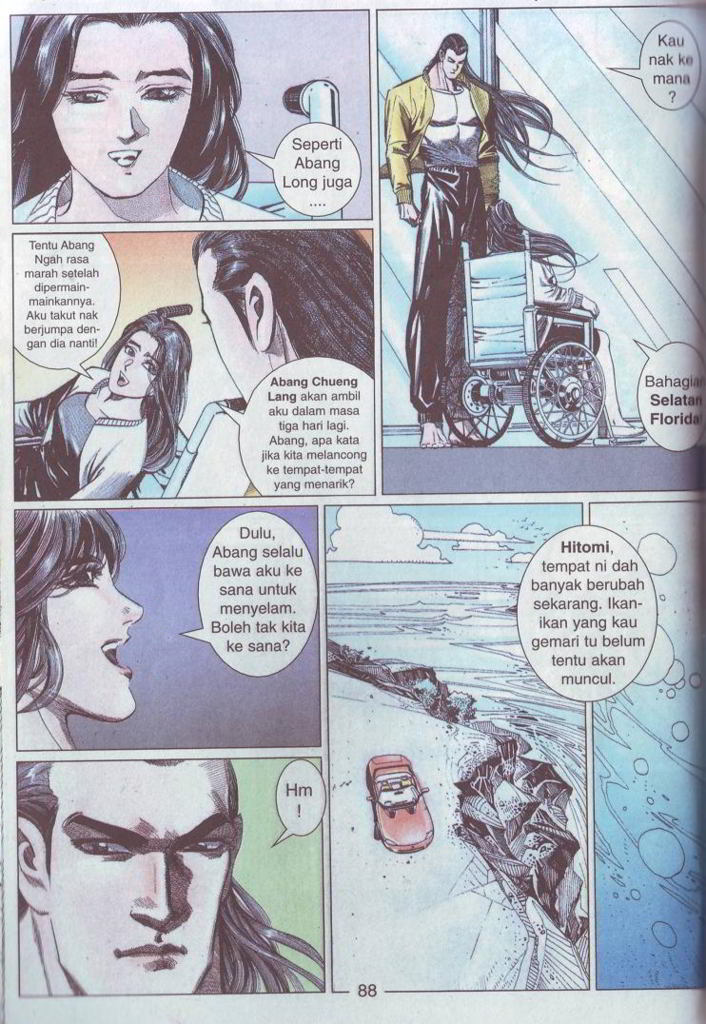 Seperti
Abang
Long juga
....
Tentu Abang
Ngah rasa
marah setelah
dipermain-
mainkannya.
Aku takut nak
berjumpa den-
gan dia nanti!
Abang Chueng
Lang akan ambil
aku dalam masa
tiga hari lagi.
Abang, apa kata
jika kita melancong
ke tempat-tempat
yang menarik?
Kau
nak ke
mana
?
Bahagian
Selatan
Florida!
Dulu,
Abang selalu
bawa aku ke
sana untuk
menyelam.
Boleh tak kita
ke sana?
Hm
!
Hitomi,
tempat ni dah
banyak berubah
sekarang. Ikan-
ikan yang kau
gemari tu belum
tentu akan
muncul.
88